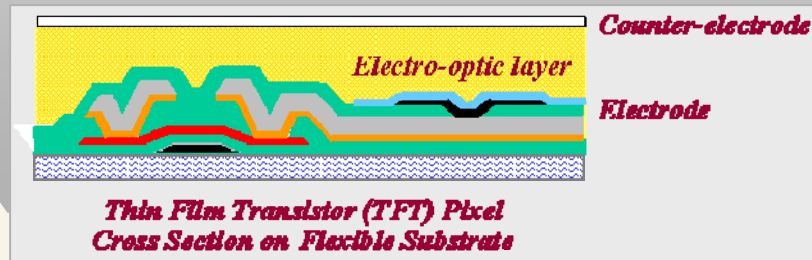 Counter-electrode
Electro-optic layer
Electrode
Thin Film Transistor (TFT) Pixel
Cross Section on Flexible Substrate